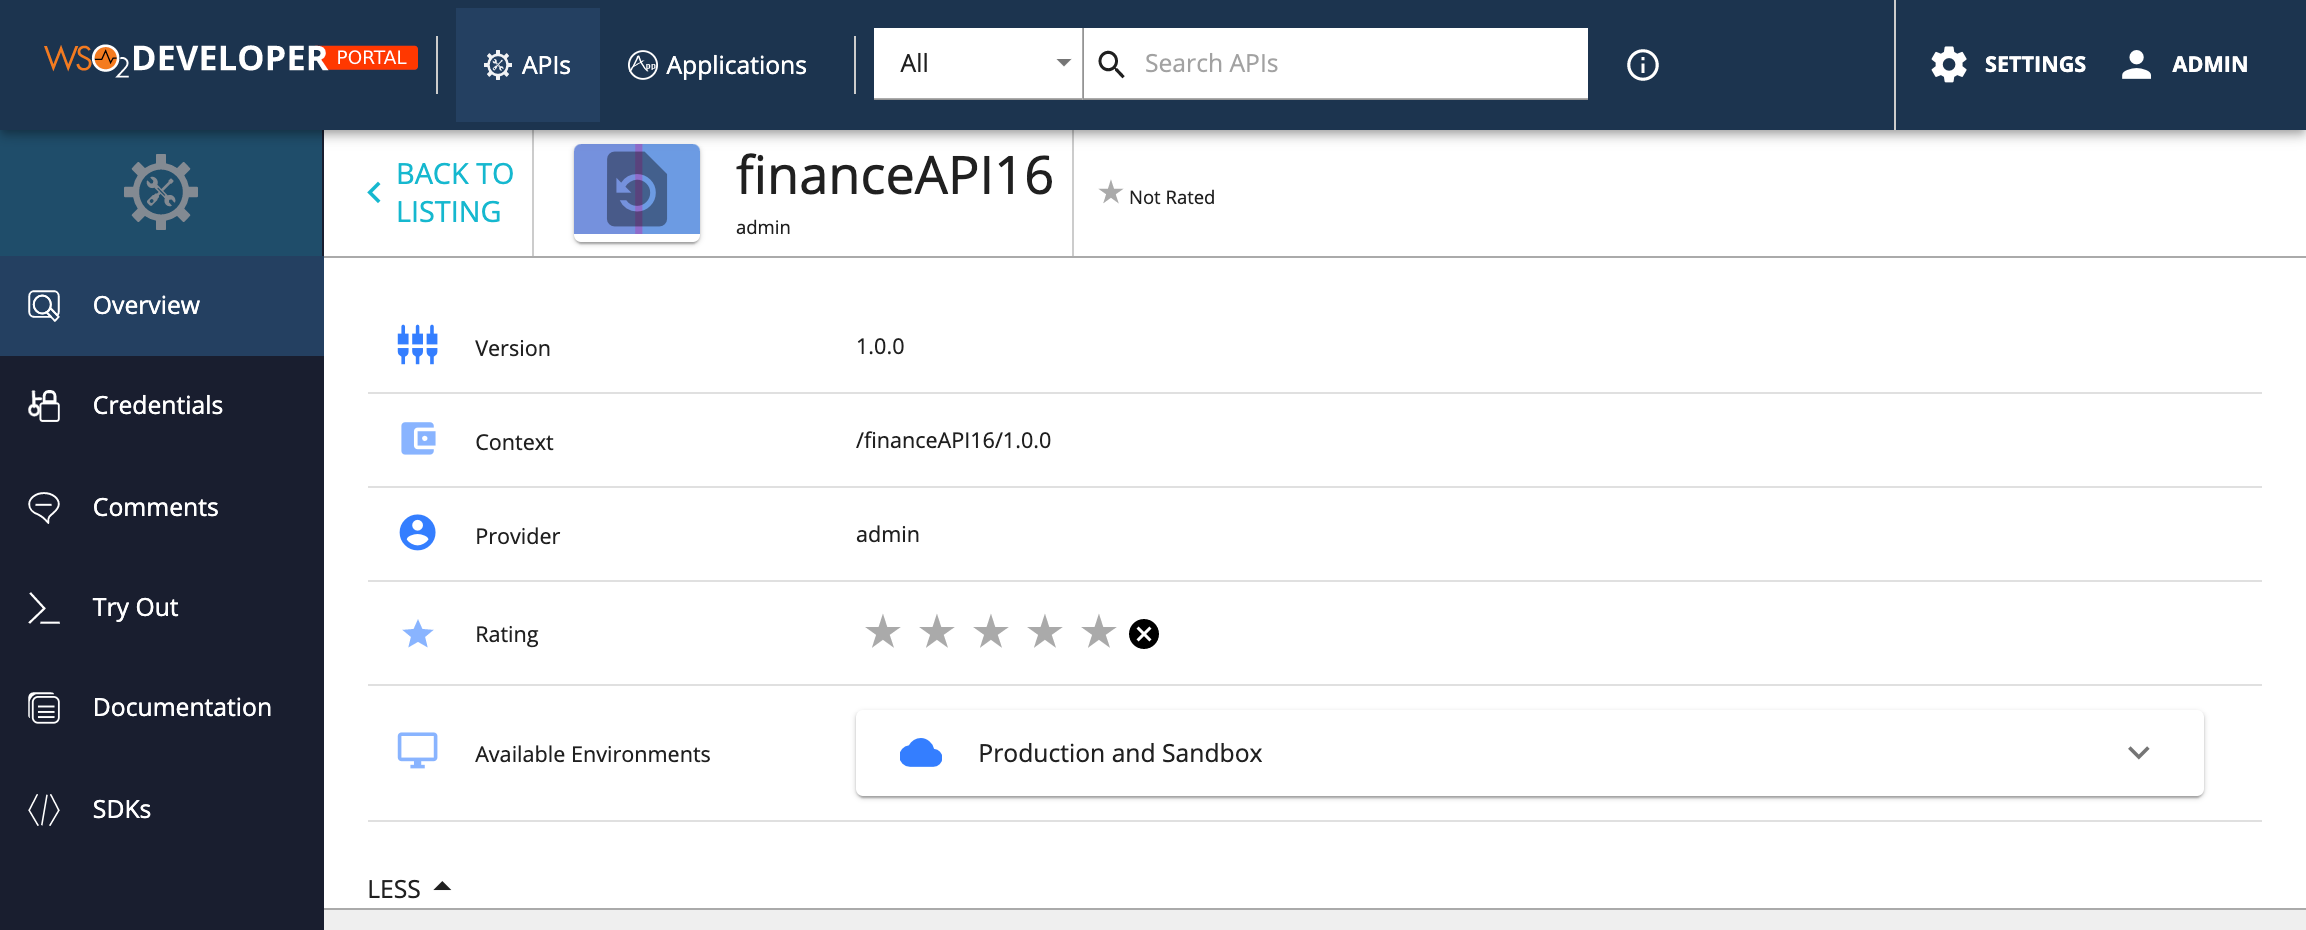 WSO2 DEVELOPER PORTAL
APIs
Applications
All
Search APIs
SETTINGS
ADMIN
BACK TO
LISTING
financeAPI16
admin
Not Rated
Overview
Credentials
Comments
Try Out
Documentation
SDKs
Version
1.0.0
Context
/financeAPI16/1.0.0
Provider
admin
Rating
Available Environments
Production and Sandbox
LESS